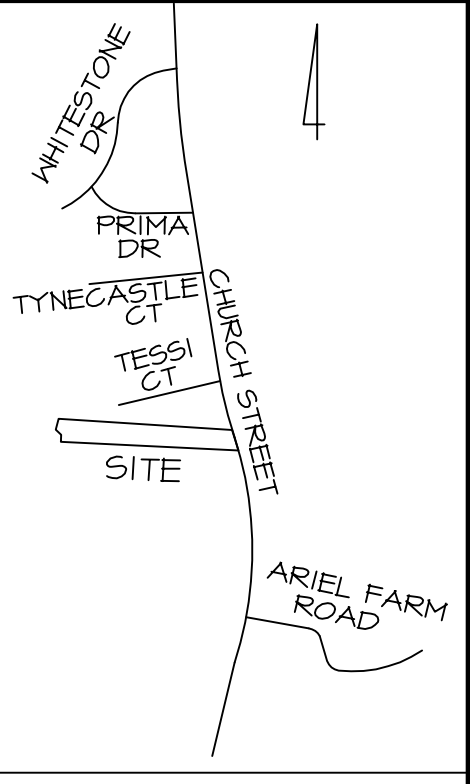 WHITESTONE
DR
PRIMA
DR
TYNECASTLE
CT
CHURCH STREET
TESSI
CT
SITE
ARIEL FARM
ROAD